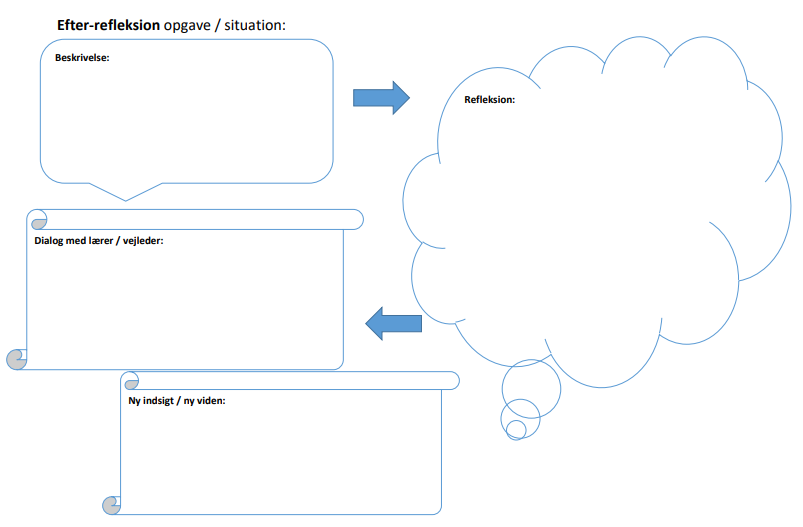 Efter-refleksion opgave / situation:
Beskrivelse:
Refleksion:
Dialog med lærer / vejleder:
Ny indsigt / ny viden: